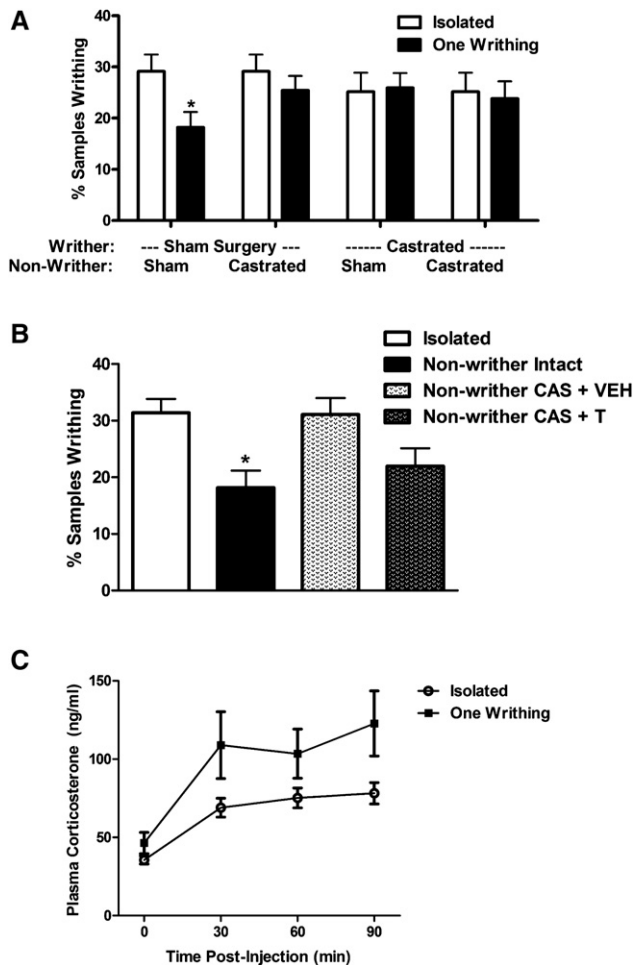 A
40
30
20
10
0
% Samples Writhing
Isolated
One Writhing
*
Writher: --- Sham Surgery --- ------ Castrated ------
Non-Writher: Sham Castrated Sham Castrated
B
40
30
20
10
0
% Samples Writhing
*
Isolated
Non-writher Intact
Non-writher CAS + VEH
Non-writher CAS + T
C
150
100
50
0
Plasma Corticosterone (ng/ml)
Isolated
One Writhing
0 30 60 90
Time Post-Injection (min)